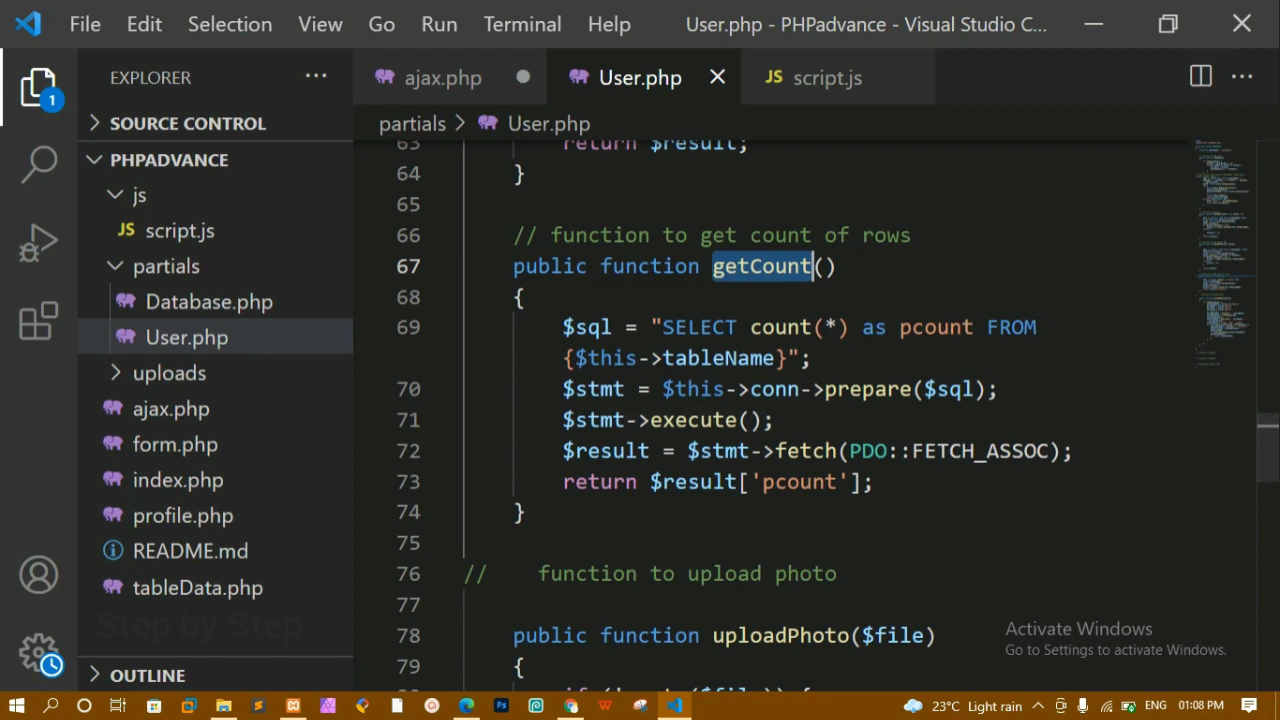 File Edit Selection View Go Run Terminal Help User.php - PHPadvance - Visual Studio C...
EXPLORER ...
ajax.php User.php JS script.js ...
1
SOURCE CONTROL
partials > User.php
PHPADVANCE
js
JS script.js
partials
Database.php
User.php
uploads
ajax.php
form.php
index.php
profile.php
README.md
tableData.php
Step by Step
OUTLINE
63 return $result;
64 }
65
66 // function to get count of rows
67 public function getCount()
68 {
69 $sql = "SELECT count(*) as pcount FROM
{$this->tableName}";
70 $stmt = $this->conn->prepare($sql);
71 $stmt->execute();
72 $result = $stmt->fetch(PDO::FETCH_ASSOC);
73 return $result['pcount'];
74 }
75
76 // function to upload photo
77
78 public function uploadPhoto($file)
79 {
Activate Windows
Go to Settings to activate Windows.
23°C Light rain ENG 01:08 PM